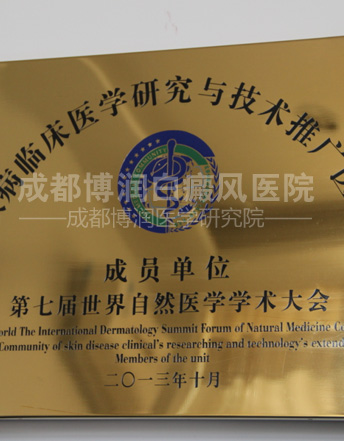 病临床医学研究与技术推广
COMMUNITY
成都博润白癜风医院
成都博润医学研究院
成员单位
第七届世界自然医学学术大会
orld The International Dermatology Summit Forum of Natural Medicine Co
Community of skin disease clinical's researching and technology's extend
Members of the unit
二〇一三年十月